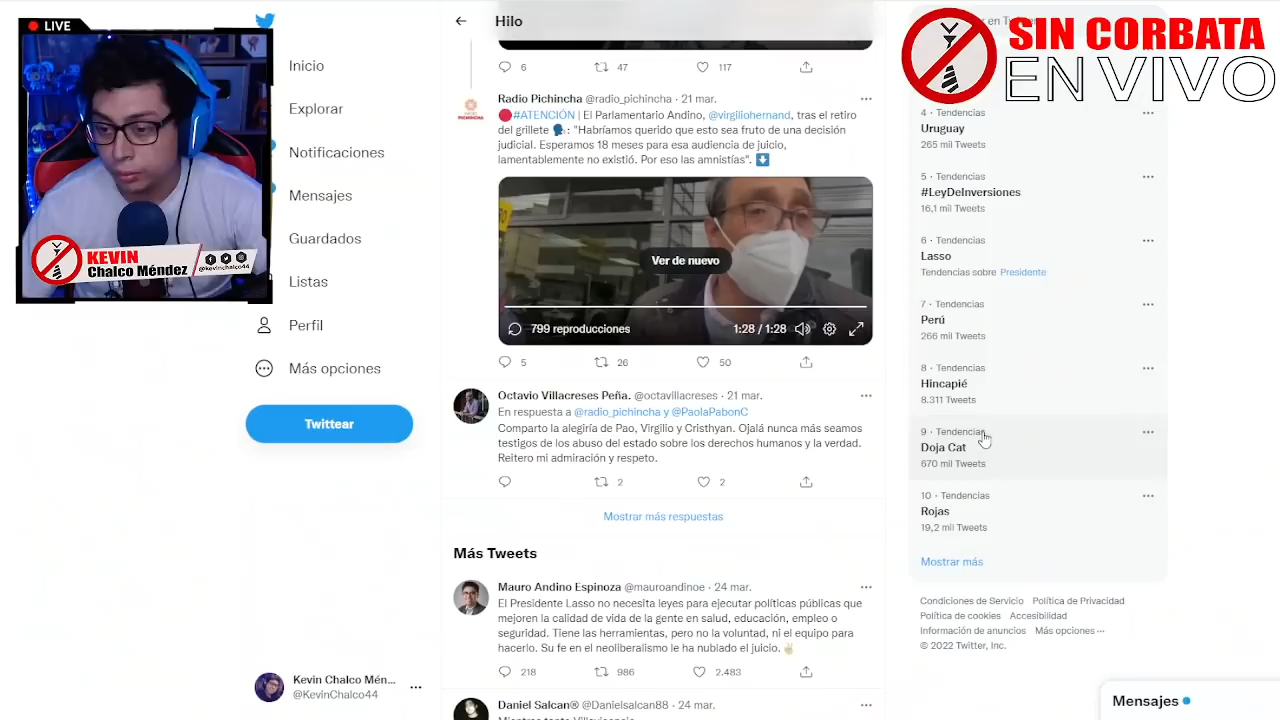 LIVE
KEVIN
Chalco Méndez
@kevinchalco44
SIN CORBATA
EN VIVO
Inicio
Explorar
Notificaciones
Mensajes
Guardados
Listas
Perfil
Más opciones
Twittear
Kevin Chalco Mén...
@KevinChalco44
Hilo
6 47 117
Radio Pichincha @radio_pichincha · 21 mar.
#ATENCIÓN | El Parlamentario Andino, @virgiliohernand, tras el retiro
del grillete 🗣: "Habríamos querido que esto sea fruto de una decisión
judicial. Esperamos 18 meses para esa audiencia de juicio,
lamentablemente no existió. Por eso las amnistías".
PICHINCHA
Ver de nuevo
799 reproducciones 1:28 / 1:28
5 26 50
Octavio Villacreses Peña. @octavillacreses · 21 mar.
En respuesta a @radio_pichincha y @PaolaPabonC
Comparto la alegiría de Pao, Virgilio y Cristhyan. Ojalá nunca más seamos
testigos de los abuso del estado sobre los derechos humanos y la verdad.
Reitero mi admiración y respeto.
2 2
Mostrar más respuestas
Más Tweets
Mauro Andino Espinoza @mauroandinoe · 24 mar.
El Presidente Lasso no necesita leyes para ejecutar políticas públicas que
mejoren la calidad de vida de la gente en salud, educación, empleo o
seguridad. Tiene las herramientas, pero no la voluntad, ni el equipo para
hacerlo. Su fe en el neoliberalismo le ha nublado el juicio.
218 986 2.483
Daniel Salcan® @Danielsalcan88 · 24 mar.
en Twitter
4 · Tendencias
Uruguay
265 mil Tweets
5 · Tendencias
#LeyDeInversiones
16,1 mil Tweets
6 · Tendencias
Lasso
Tendencias sobre Presidente
7 · Tendencias
Perú
266 mil Tweets
8 · Tendencias
Hincapié
8.311 Tweets
9 · Tendencias
Doja Cat
670 mil Tweets
10 · Tendencias
Rojas
19,2 mil Tweets
Mostrar más
Condiciones de Servicio Política de Privacidad
Política de cookies Accesibilidad
Información de anuncios Más opciones ···
© 2022 Twitter, Inc.
Mensajes